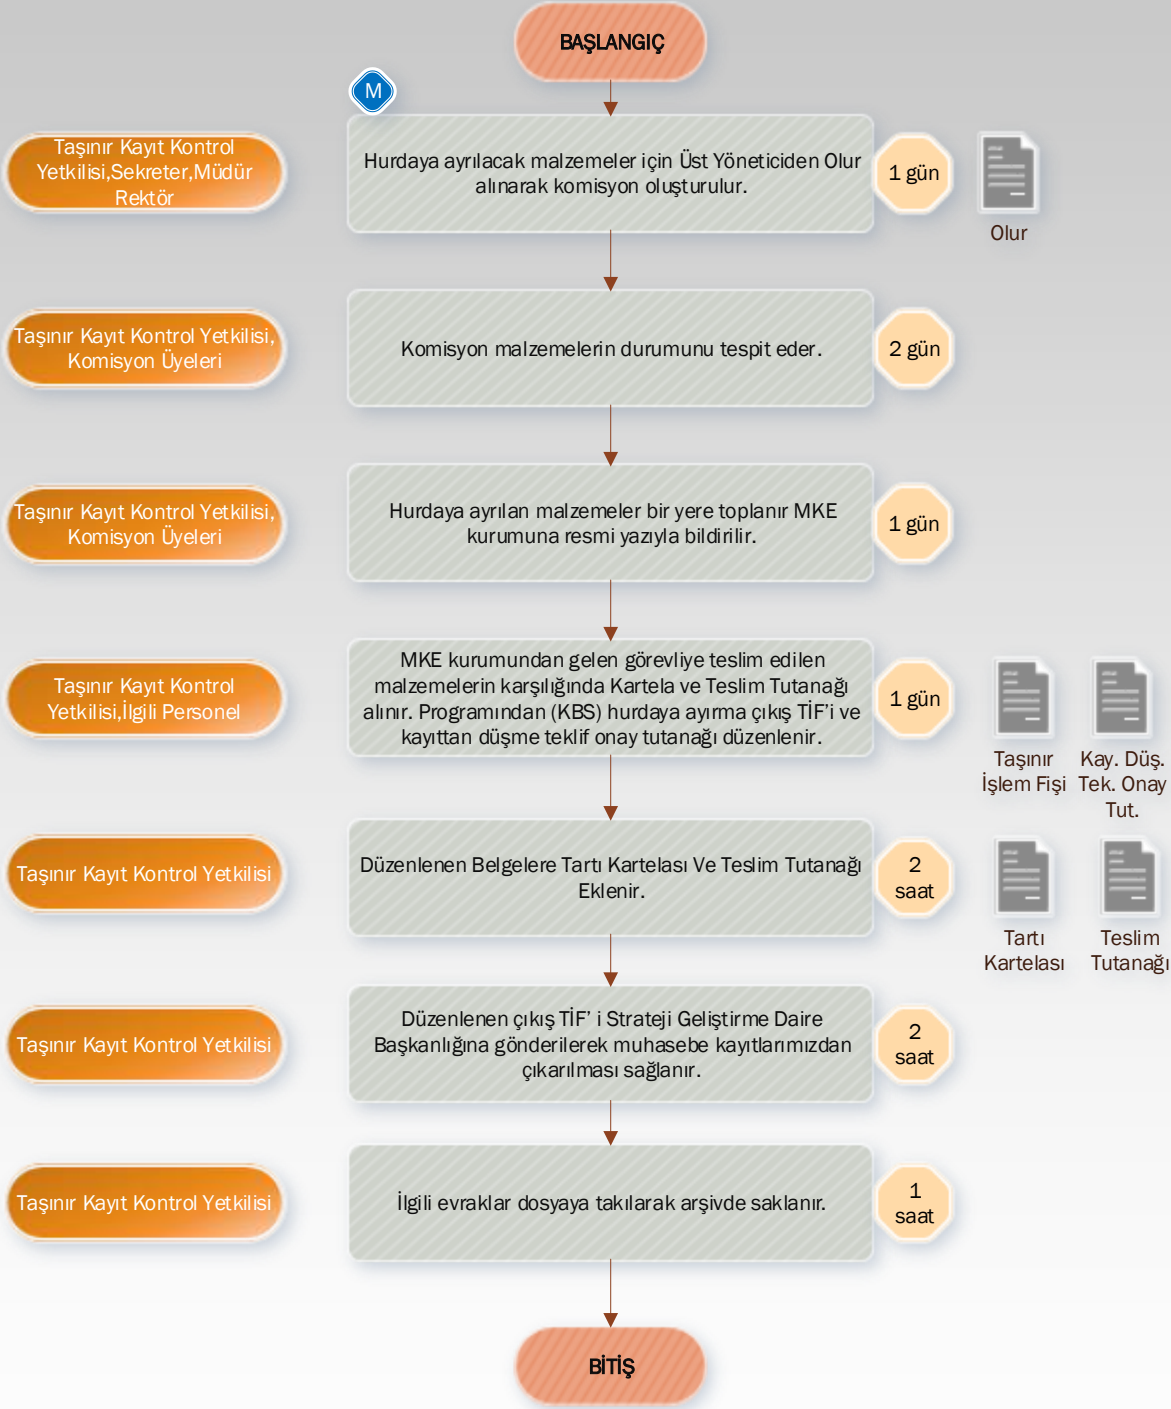 BAŞLANGIÇ
M
Taşınır Kayıt Kontrol
Yetkilisi,Sekreter,Müdür
Rektör
Hurdaya ayrılacak malzemeler için Üst Yöneticiden Olur
alınarak komisyon oluşturulur.
1 gün
Olur
Taşınır Kayıt Kontrol Yetkilisi,
Komisyon Üyeleri
Komisyon malzemelerin durumunu tespit eder.
2 gün
Taşınır Kayıt Kontrol Yetkilisi,
Komisyon Üyeleri
Hurdaya ayrılan malzemeler bir yere toplanır MKE
kurumuna resmi yazıyla bildirilir.
1 gün
Taşınır Kayıt Kontrol
Yetkilisi,İlgili Personel
MKE kurumundan gelen görevliye teslim edilen
malzemelerin karşılığında Kartela ve Teslim Tutanağı
alınır. Programından (KBS) hurdaya ayırma çıkış TİF’i ve
kayıttan düşme teklif onay tutanağı düzenlenir.
1 gün
Taşınır
İşlem Fişi
Kay. Düş.
Tek. Onay
Tut.
Taşınır Kayıt Kontrol Yetkilisi
Düzenlenen Belgelere Tartı Kartelası Ve Teslim Tutanağı
Eklenir.
2
saat
Tartı
Kartelası
Teslim
Tutanağı
Taşınır Kayıt Kontrol Yetkilisi
Düzenlenen çıkış TİF’ i Strateji Geliştirme Daire
Başkanlığına gönderilerek muhasebe kayıtlarımızdan
çıkarılması sağlanır.
2
saat
Taşınır Kayıt Kontrol Yetkilisi
İlgili evraklar dosyaya takılarak arşivde saklanır.
1
saat
BİTİŞ